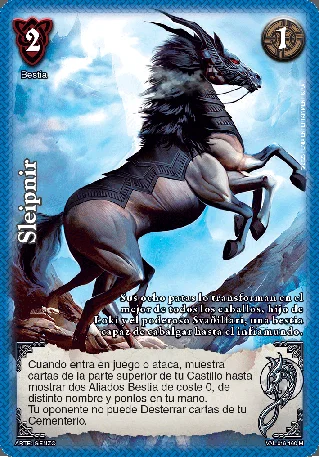 2
1
Bestia
Sleipnir
Sus ocho patas lo transforman en el
mejor de todos los caballos, hijo de
Loki y el poderoso Svaðilfari, una bestia
capaz de cabalgar hasta el inframundo.
Cuando entra en juego o ataca, muestra
cartas de la parte superior de tu Castillo hasta
mostrar dos Aliados Bestia de coste 0, de
distinto nombre y ponlos en tu mano.
Tu oponente no puede Desterrar cartas de tu
Cementerio.